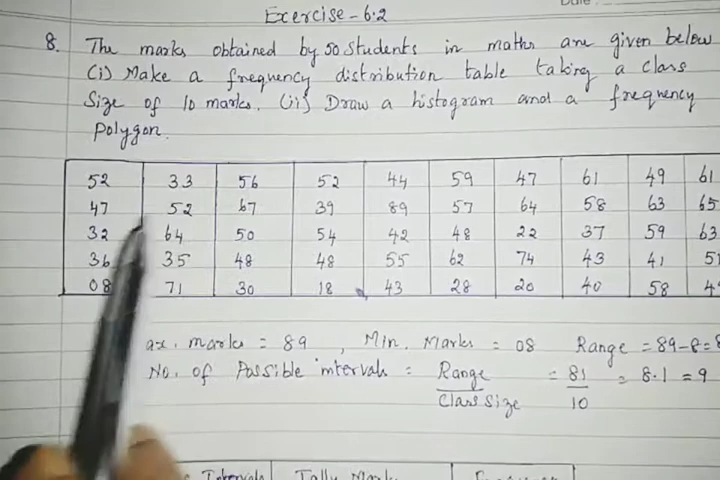 Exercise - 6.2
8. The marks obtained by 50 Students in maths are given below
(i) Make a frequency distribution table taking a Class
Size of 10 marks. (ii) Draw a histogram and a frequency
Polygon.
52 33 56 52 44 59 47 61 49 61
47 52 67 39 89 57 64 58 63 65
32 64 50 54 42 48 22 37 59 63
36 35 48 48 55 62 74 43 41
08 71 30 18 43 28 20 40 58
ax. marks = 89 , Min. Marks = 08 Range = 89-8=
No. of Possible intervals = Range = 81 = 8.1 = 9
Class Size 10
Intervals Tally Mark